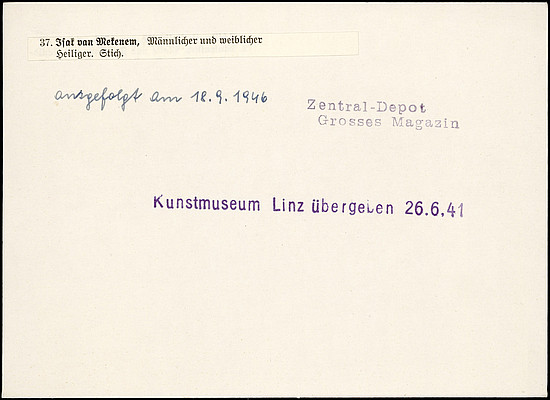 37. Isak van Mekenem, Männlicher und weiblicher
Heiliger. Stich.
ausgefolgt am 18.9.1946
Zentral-Depot
Grosses Magazin
Kunstmuseum Linz übergeben 26.6.41